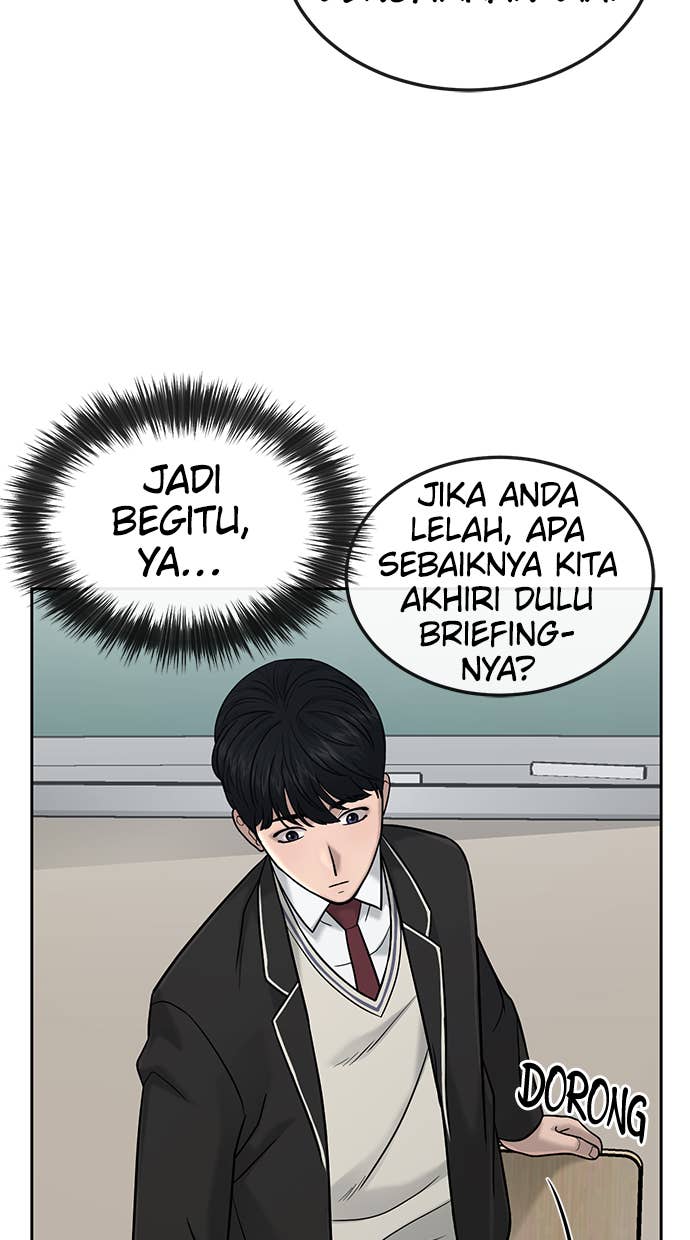 JADI
BEGITU,
YA...
JIKA ANDA
LELAH, APA
SEBAIKNYA KITA
AKHIRI DULU
BRIEFING-
NYA?
DORONG